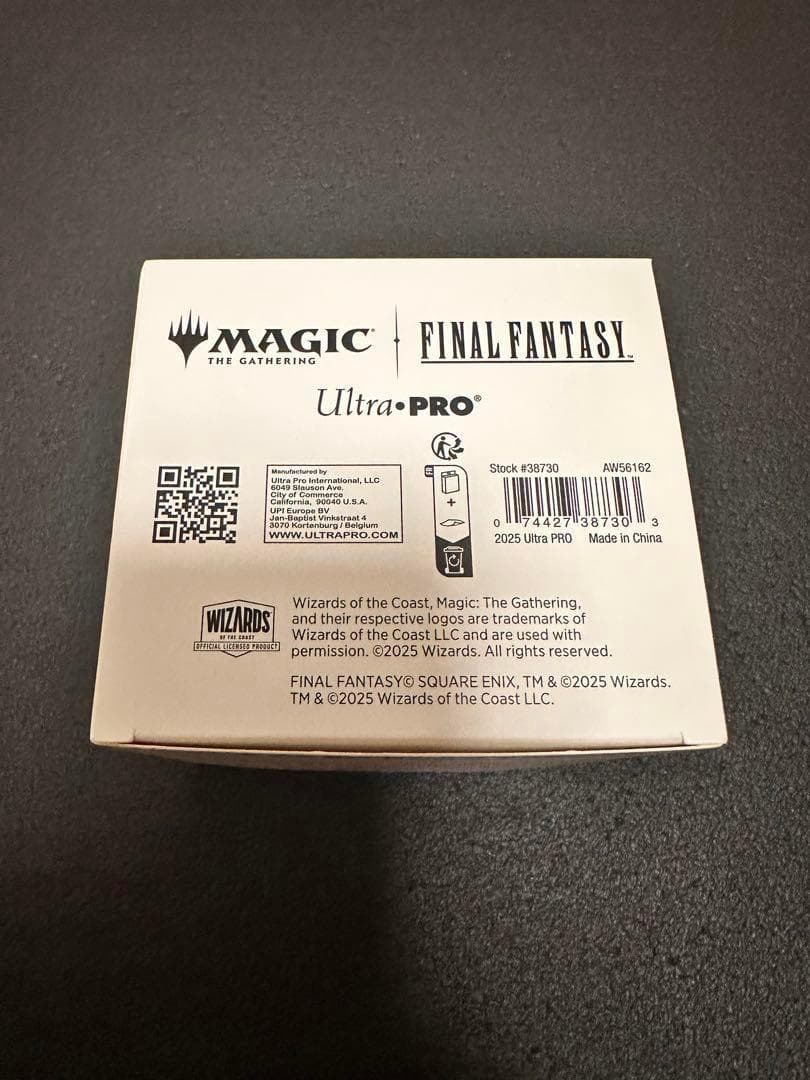 MAGIC®
THE GATHERING
FINAL FANTASY™
Ultra•PRO®
Manufactured by
Ultra Pro International, LLC
6049 Slauson Ave.
City of Commerce
California, 90040 U.S.A.
UPI Europe BV
Jan-Baptist Vinkstraat 4
3070 Kortenburg / Belgium
WWW.ULTRAPRO.COM
Stock #38730 AW56162
0 74427 38730 3
2025 Ultra PRO Made in China
WIZARDS
OF THE COAST
OFFICIAL LICENSED PRODUCT
Wizards of the Coast, Magic: The Gathering,
and their respective logos are trademarks of
Wizards of the Coast LLC and are used with
permission. ©2025 Wizards. All rights reserved.
FINAL FANTASY© SQUARE ENIX, TM & ©2025 Wizards.
TM & ©2025 Wizards of the Coast LLC.